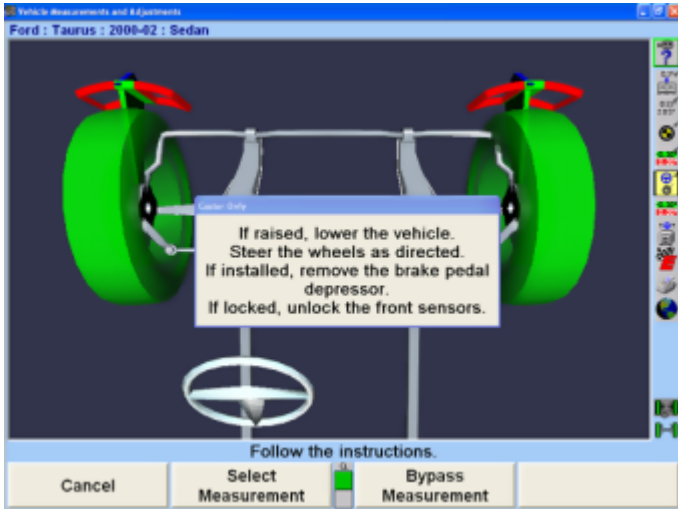 Vehicle Measurements and Adjustments
Ford : Taurus : 2000-02 : Sedan
Caster Only
If raised, lower the vehicle.
Steer the wheels as directed.
If installed, remove the brake pedal
depressor.
If locked, unlock the front sensors.
Follow the instructions.
Cancel
Select
Measurement
Bypass
Measurement